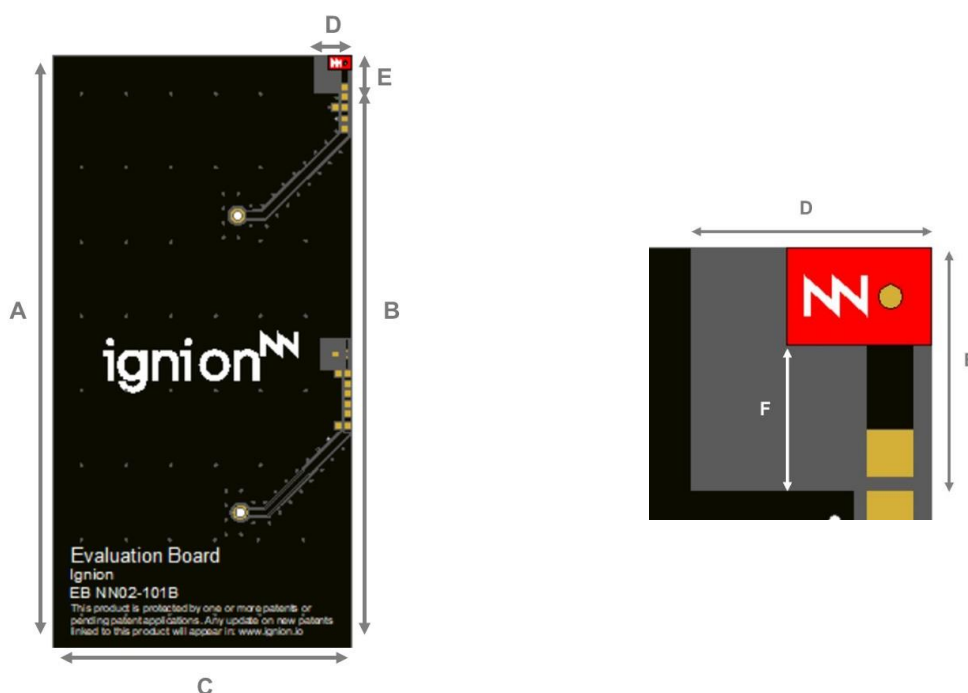 D
E
A
B
ignion
C
Evaluation Board
Ignion
EB NN02-101B
This product is protected by one or more patents or
pending patent applications. Any update on new patents
linked to this product will appear in: www.ignion.io
D
F